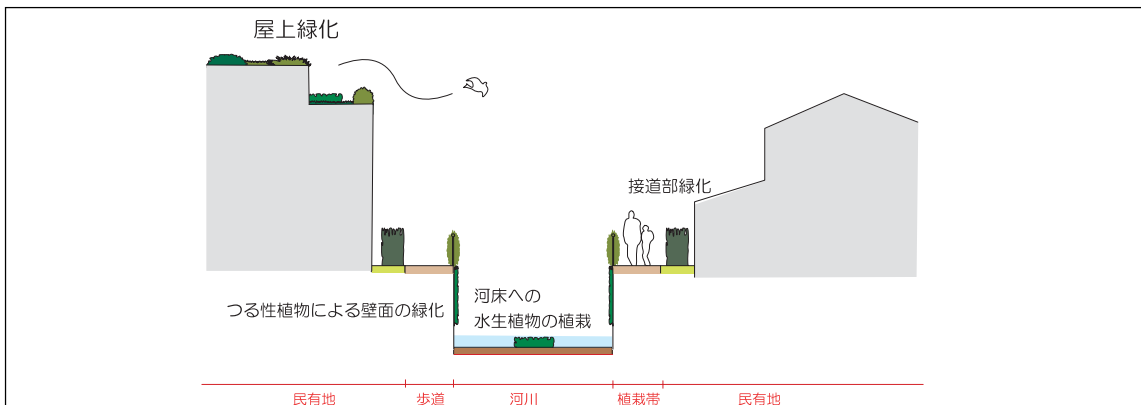 屋上緑化
接道部緑化
つる性植物による壁面の緑化
河床への
水生植物の植栽
民有地
歩道
河川
植栽帯
民有地